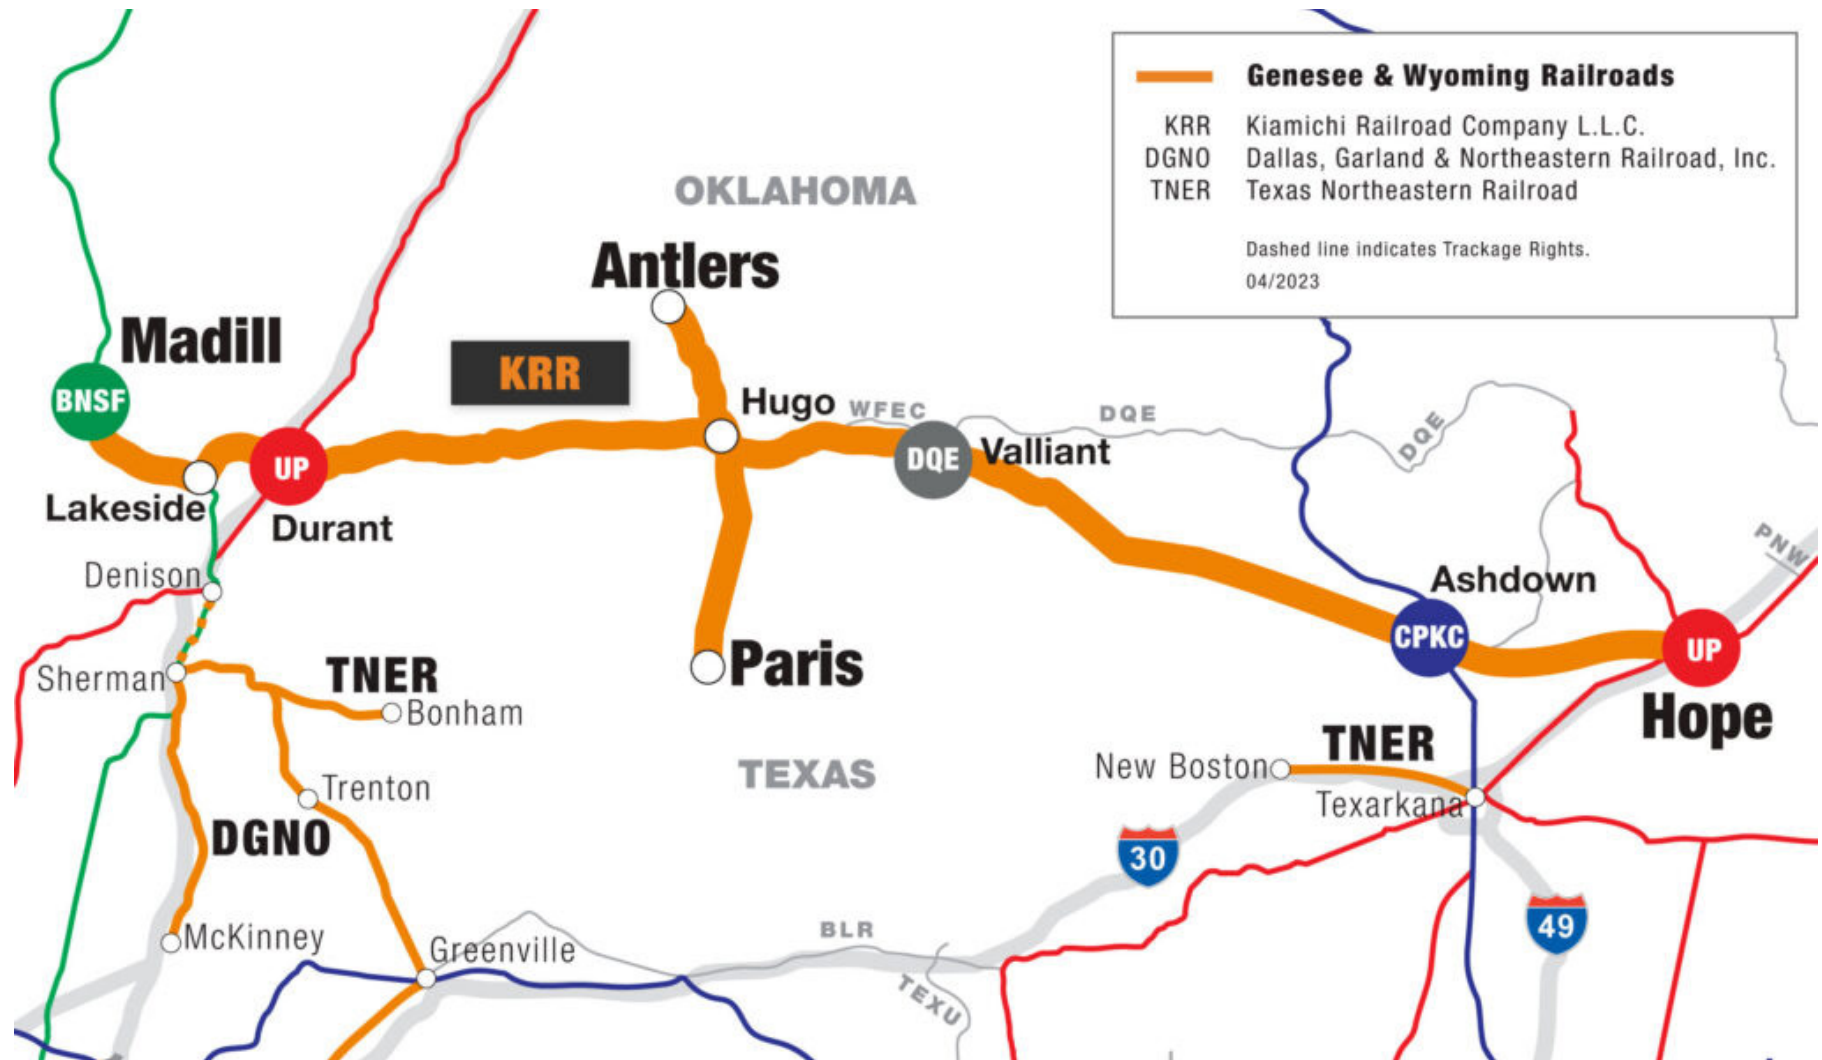 Genesee & Wyoming Railroads
KRR Kiamichi Railroad Company L.L.C.
DGNO Dallas, Garland & Northeastern Railroad, Inc.
TNER Texas Northeastern Railroad
Dashed line indicates Trackage Rights.
04/2023
OKLAHOMA
Antlers
Madill
KRR
BNSF
Hugo
WFEC
DQE
DQE
UP
DQE
Valliant
Lakeside
Durant
PNW
Denison
Ashdown
CPKC
UP
Sherman
TNER
Paris
Bonham
Hope
TNER
TEXAS
New Boston
Trenton
Texarkana
DGNO
30
49
McKinney
Greenville
BLR
TEXU